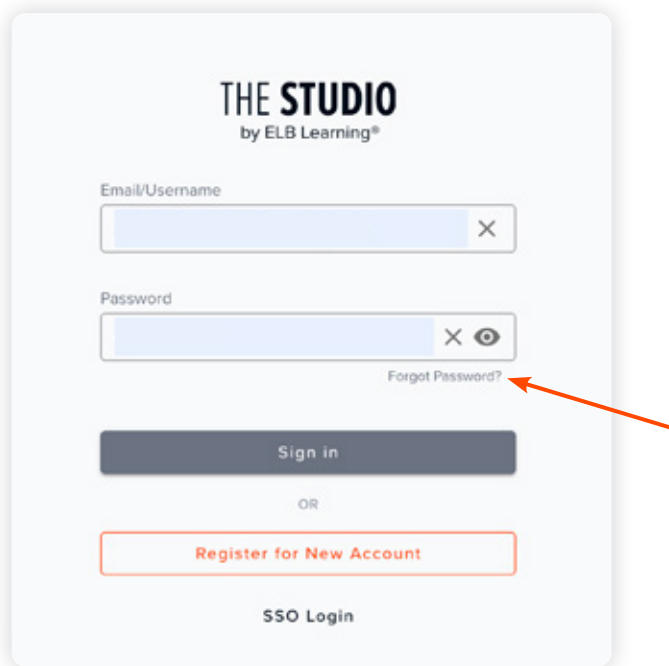 THE STUDIO
by ELB Learning®
Email/Username
Password
Forgot Password?
Sign in
OR
Register for New Account
SSO Login